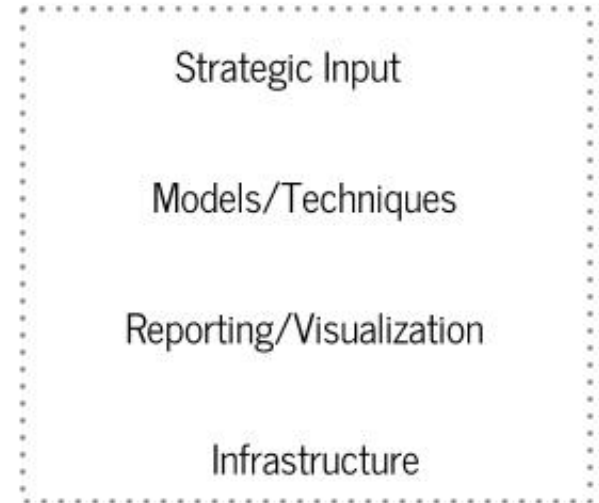 Strategic Input
Models/Techniques
Reporting/Visualization
Infrastructure